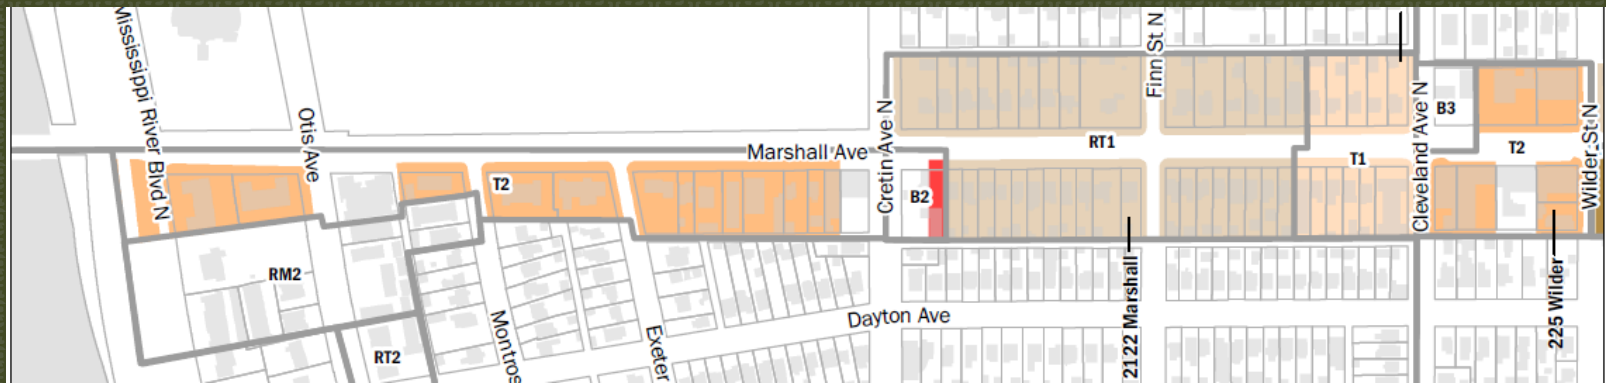 Mississippi River Blvd N
Otis Ave
Marshall Ave
Cretin Ave N
Finn St N
Cleveland Ave N
Wilder St N
B3
RT1
T1
T2
T2
B2
RM2
RT2
Montros
Exeter
Dayton Ave
2122 Marshall
225 Wilder